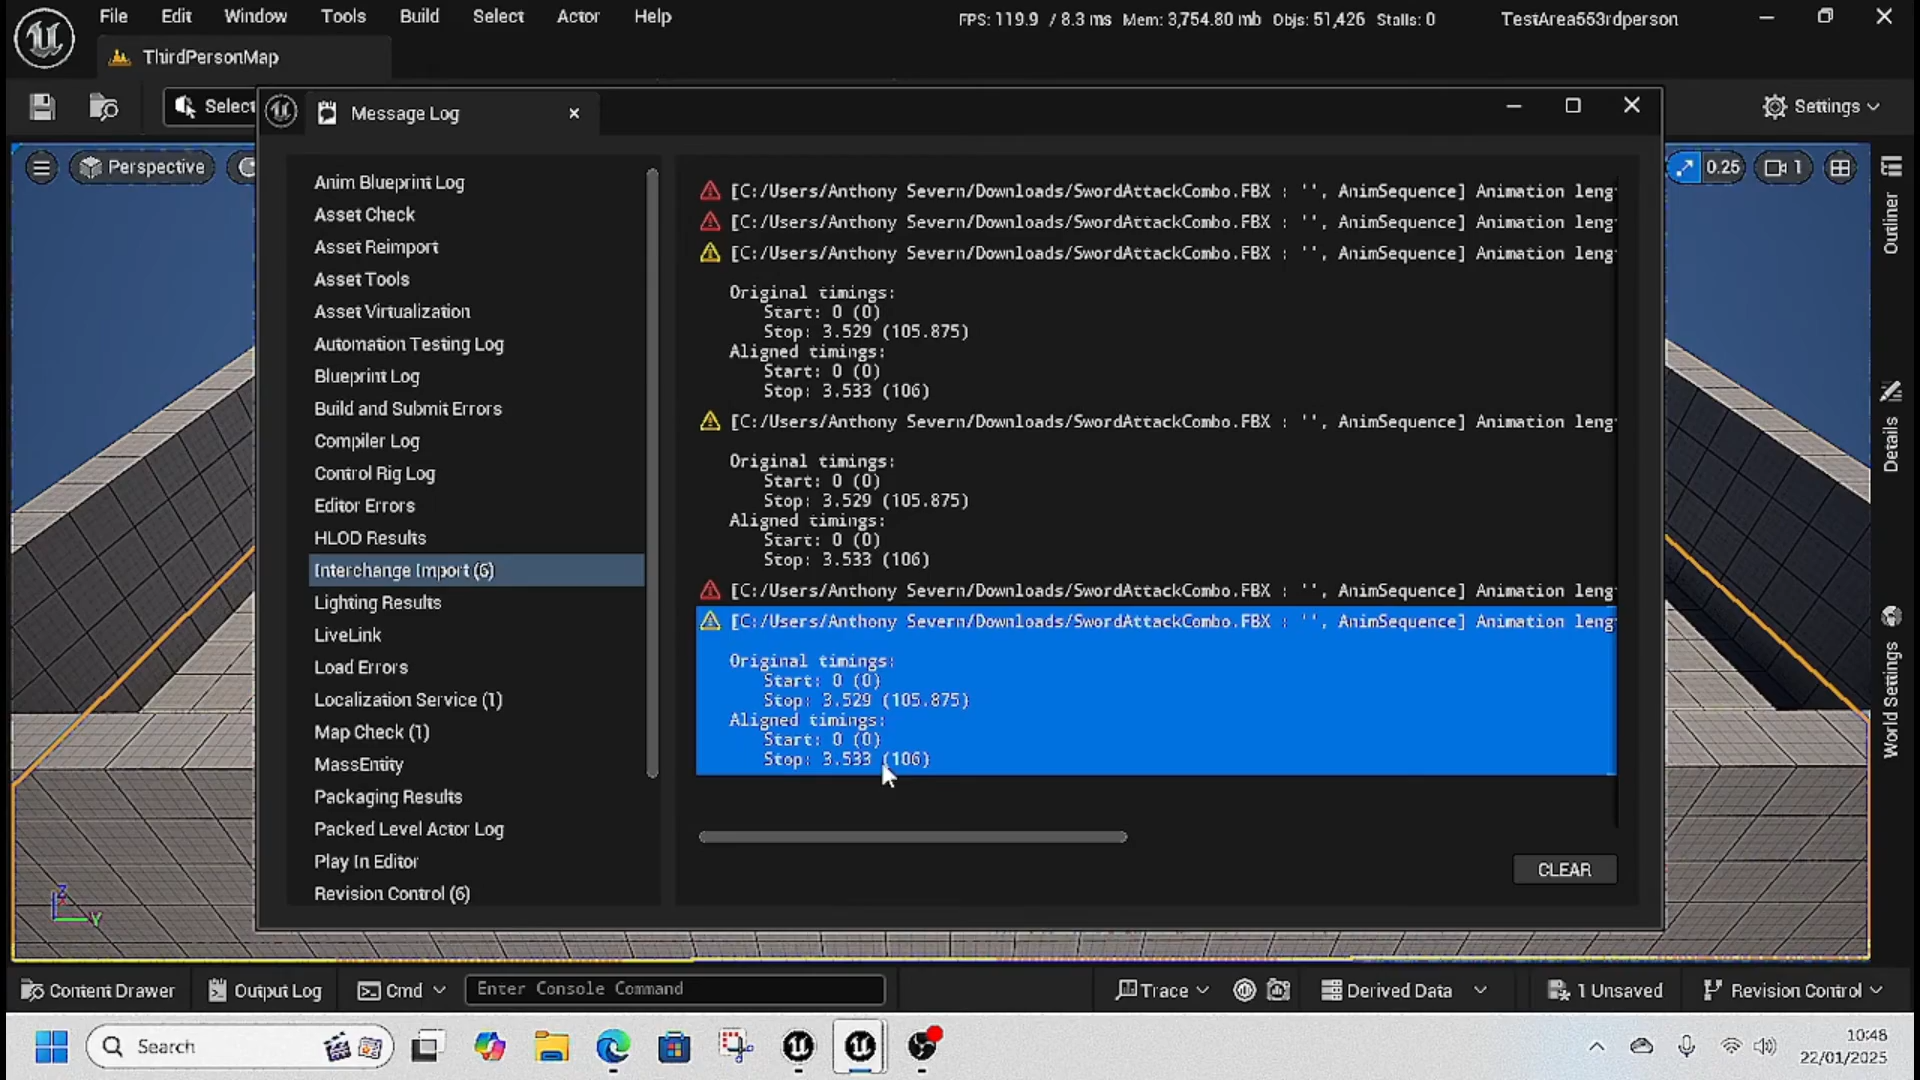 File Edit Window Tools Build Select Actor Help
FPS: 119.9 / 8.3 ms Mem: 3,754.80 mb Objs: 51,426 Stalls: 0
TestArea553rdperson
ThirdPersonMap
Select
Message Log
Settings
Perspective
0.25
1
Anim Blueprint Log
Asset Check
Asset Reimport
Asset Tools
Asset Virtualization
Automation Testing Log
Blueprint Log
Build and Submit Errors
Compiler Log
Control Rig Log
Editor Errors
HLOD Results
Interchange Import (6)
Lighting Results
LiveLink
Load Errors
Localization Service (1)
Map Check (1)
MassEntity
Packaging Results
Packed Level Actor Log
Play In Editor
Revision Control (6)
[C:/Users/Anthony Severn/Downloads/SwordAttackCombo.FBX : '', AnimSequence] Animation leng
[C:/Users/Anthony Severn/Downloads/SwordAttackCombo.FBX : '', AnimSequence] Animation leng
[C:/Users/Anthony Severn/Downloads/SwordAttackCombo.FBX : '', AnimSequence] Animation leng
Original timings:
Start: 0 (0)
Stop: 3.529 (105.875)
Aligned timings:
Start: 0 (0)
Stop: 3.533 (106)
[C:/Users/Anthony Severn/Downloads/SwordAttackCombo.FBX : '', AnimSequence] Animation leng
Original timings:
Start: 0 (0)
Stop: 3.529 (105.875)
Aligned timings:
Start: 0 (0)
Stop: 3.533 (106)
[C:/Users/Anthony Severn/Downloads/SwordAttackCombo.FBX : '', AnimSequence] Animation leng
[C:/Users/Anthony Severn/Downloads/SwordAttackCombo.FBX : '', AnimSequence] Animation leng
Original timings:
Start: 0 (0)
Stop: 3.529 (105.875)
Aligned timings:
Start: 0 (0)
Stop: 3.533 (106)
CLEAR
Outliner
Details
World Settings
Z
Y
Content Drawer
Output Log
Cmd
Enter Console Command
Trace
Derived Data
1 Unsaved
Revision Control
Search
10:48
22/01/2025